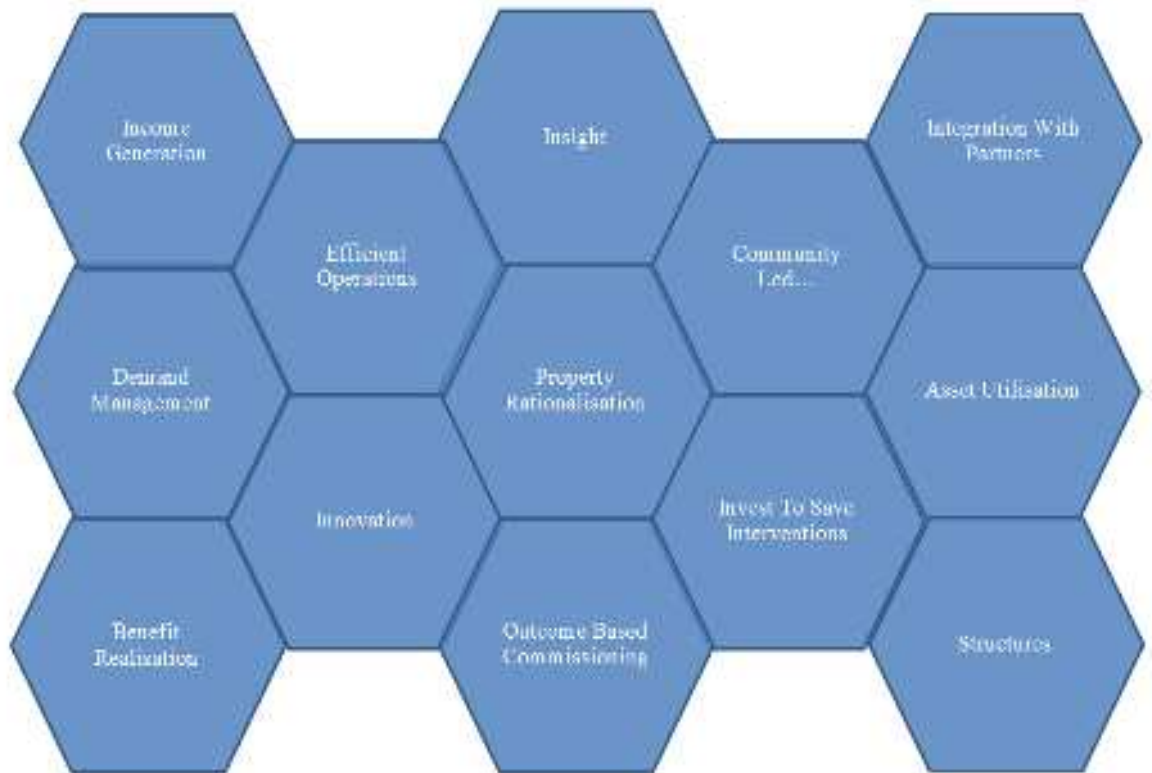 Income
Generation
Insight
Integration With
Partners
Efficient
Operations
Community
Led...
Demand
Management
Property
Rationalisation
Asset Utilisation
Innovation
Invest To Save
Interventions
Benefit
Realisation
Outcome Based
Commissioning
Structures